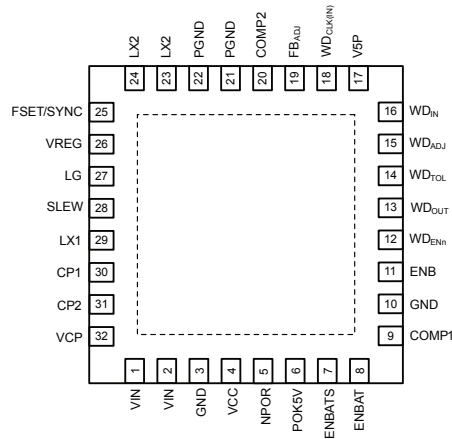 LX2
LX2
PGND
PGND
COMP2
FBADJ
WDCLK(IN)
V5P
24
23
22
21
20
19
18
17
FSET/SYNC 25
VREG 26
LG 27
SLEW 28
LX1 29
CP1 30
CP2 31
VCP 32
16 WDIN
15 WDADJ
14 WDTOL
13 WDOUT
12 WDENn
11 ENB
10 GND
9 COMP1
1
2
3
4
5
6
7
8
VIN
VIN
GND
VCC
NPOR
POK5V
ENBATS
ENBAT